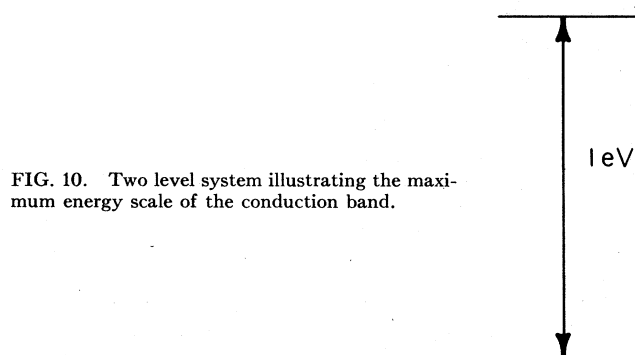 FIG. 10. Two level system illustrating the maxi-
mum energy scale of the conduction band.
1eV